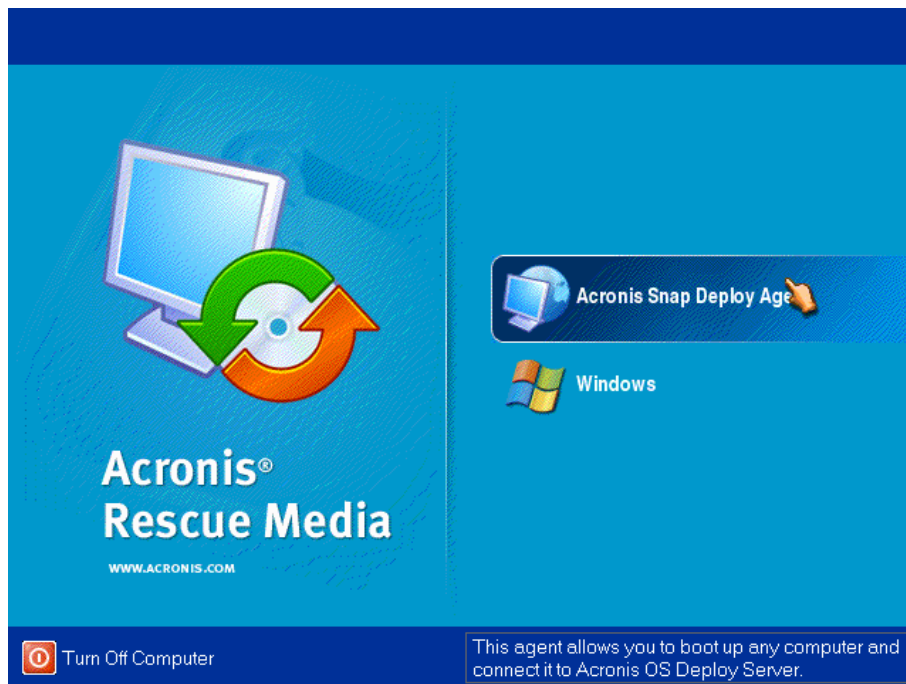 Acronis Snap Deploy Age
Windows
Acronis®
Rescue Media
WWW.ACRONIS.COM
Turn Off Computer
This agent allows you to boot up any computer and
connect it to Acronis OS Deploy Server.